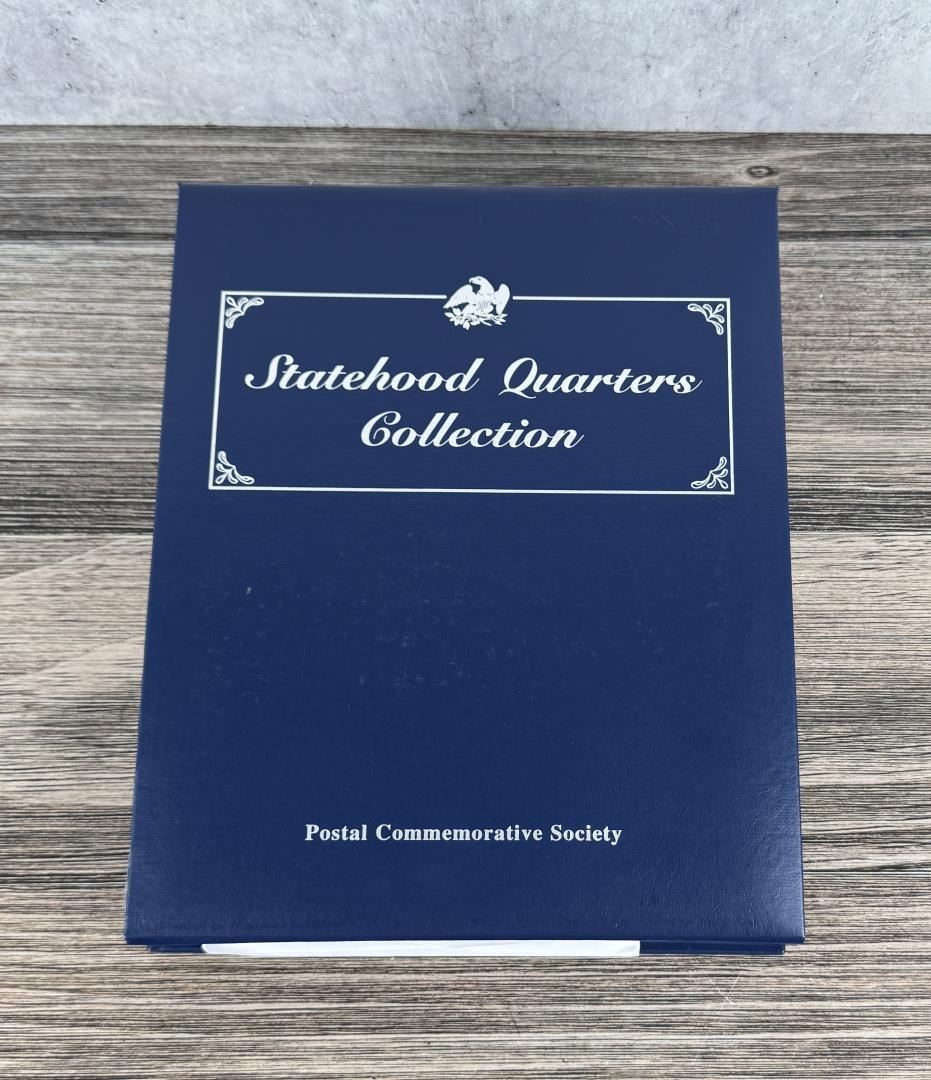 Statehood Quarters
Collection
Postal Commemorative Society